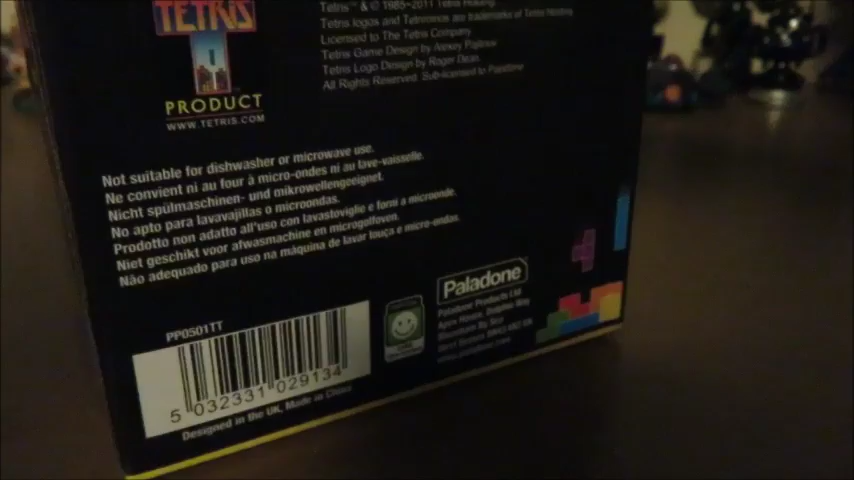 TETRIS
PRODUCT
WWW.TETRIS.COM
Tetris ™ & © 1985~2011 Tetris Holding.
Tetris logos and Tetriminos are trademarks of Tetris Holding
Licensed to The Tetris Company
Tetris Game Design by Alexey Pajitnov
Tetris Logo Design by Roger Dean.
All Rights Reserved. Sub-licensed to Paladone
Not suitable for dishwasher or microwave use.
Ne convient ni au four à micro-ondes ni au lave-vaisselle.
Nicht spülmaschinen- und mikrowellengeeignet.
No apto para lavavajillas o microondas.
Prodotto non adatto all'uso con lavastoviglie e forni a microonde.
Niet geschikt voor afwasmachine en microgolfoven.
Não adequado para uso na máquina de lavar louça e micro-ondas.
PP0501TT
5 032331 029134
Designed in the UK, Made in China
Paladone
Paladone Products Ltd